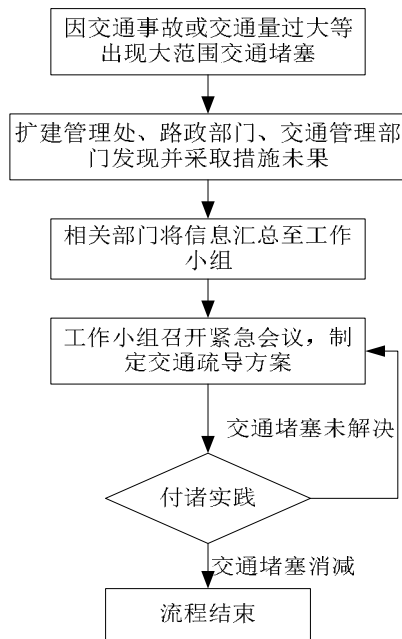 因交通事故或交通量过大等
出现大范围交通堵塞
扩建管理处、路政部门、交通管理部
门发现并采取措施未果
相关部门将信息汇总至工作
小组
工作小组召开紧急会议，制
定交通疏导方案
交通堵塞未解决
付诸实践
交通堵塞消减
流程结束